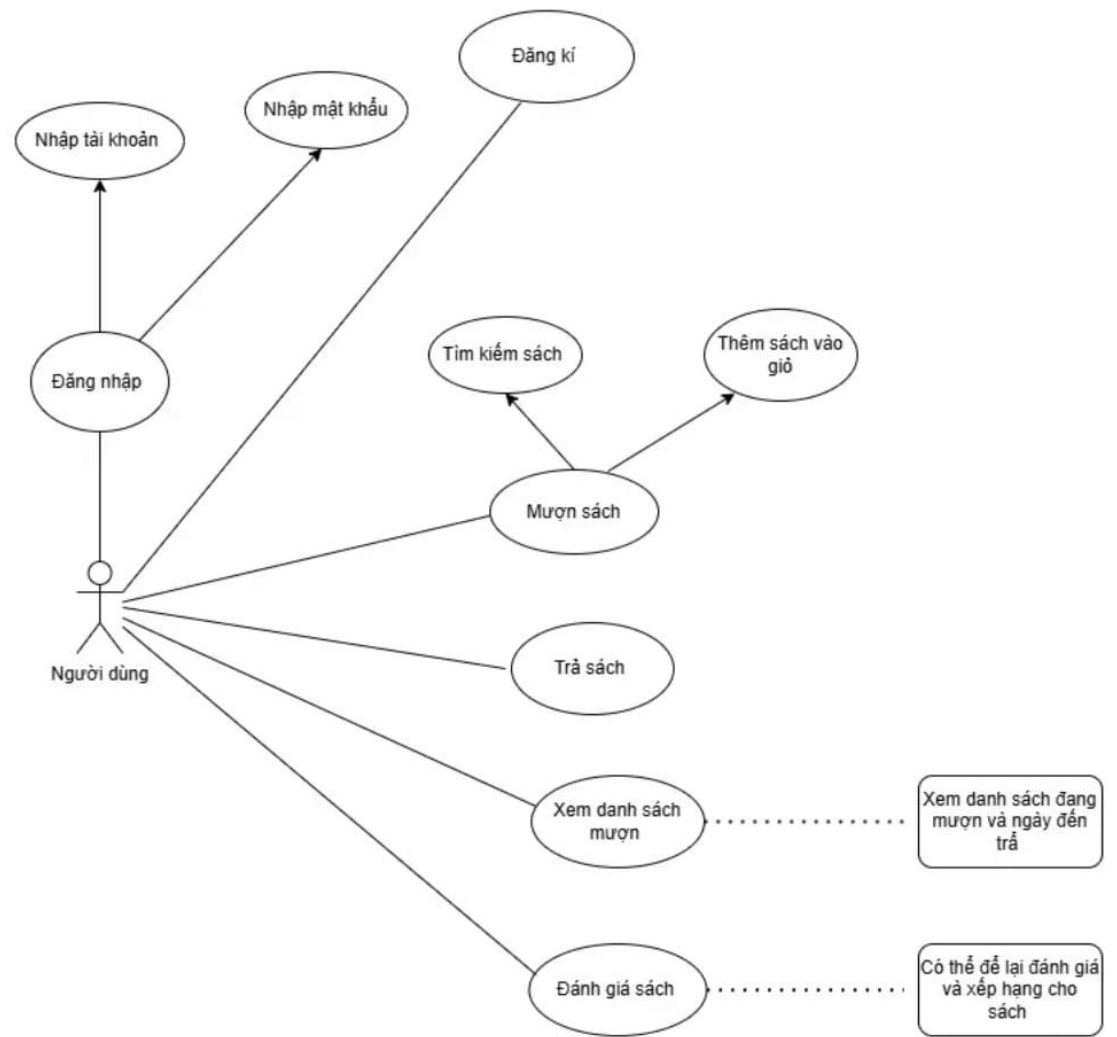 Đăng kí
Nhập mật khẩu
Nhập tài khoản
Thêm sách vào
giỏ
Tìm kiếm sách
Đăng nhập
Mượn sách
Trả sách
Người dùng
Xem danh sách
mượn
Xem danh sách đang
mượn và ngày đến
trả
Đánh giá sách
Có thể để lại đánh giá
và xếp hạng cho
sách